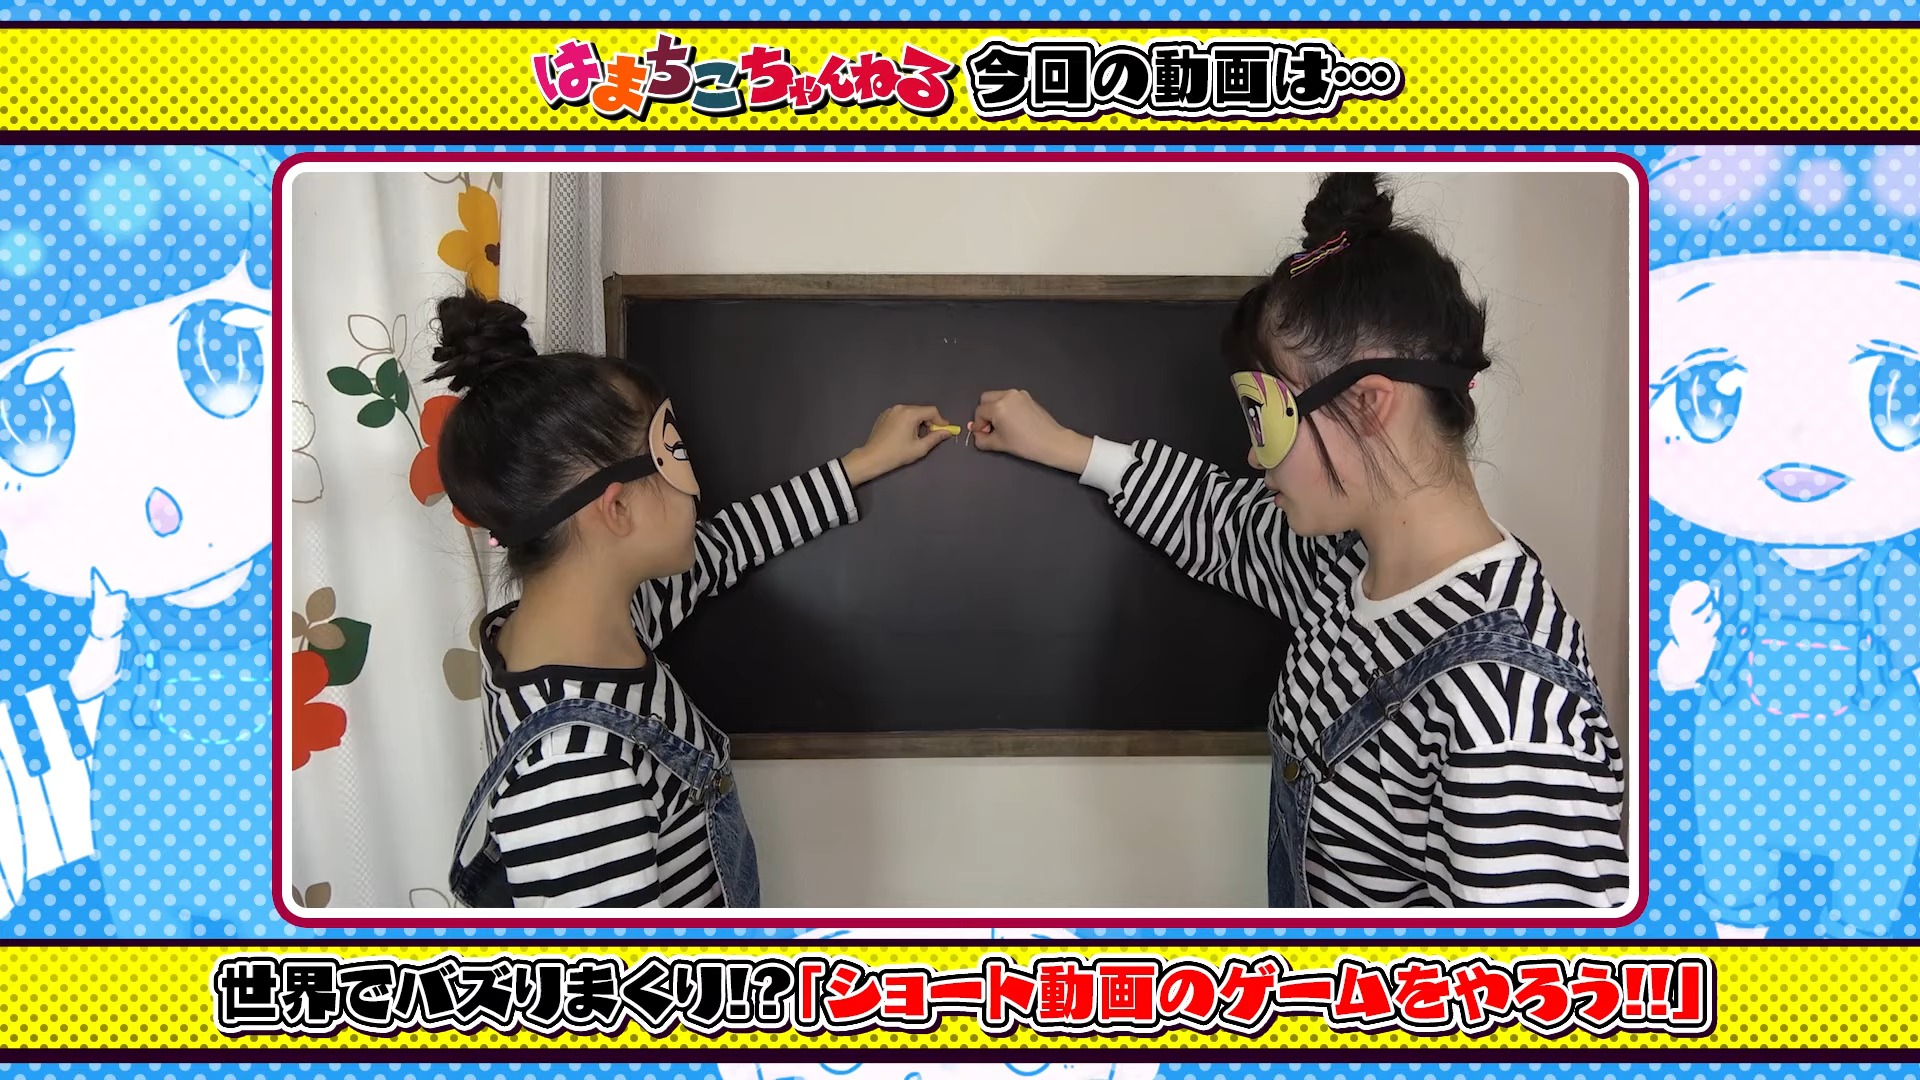 はまちこちゃんねる 今回の動画は…
世界でバズりまくり!?「ショート動画のゲームをやろう!!」